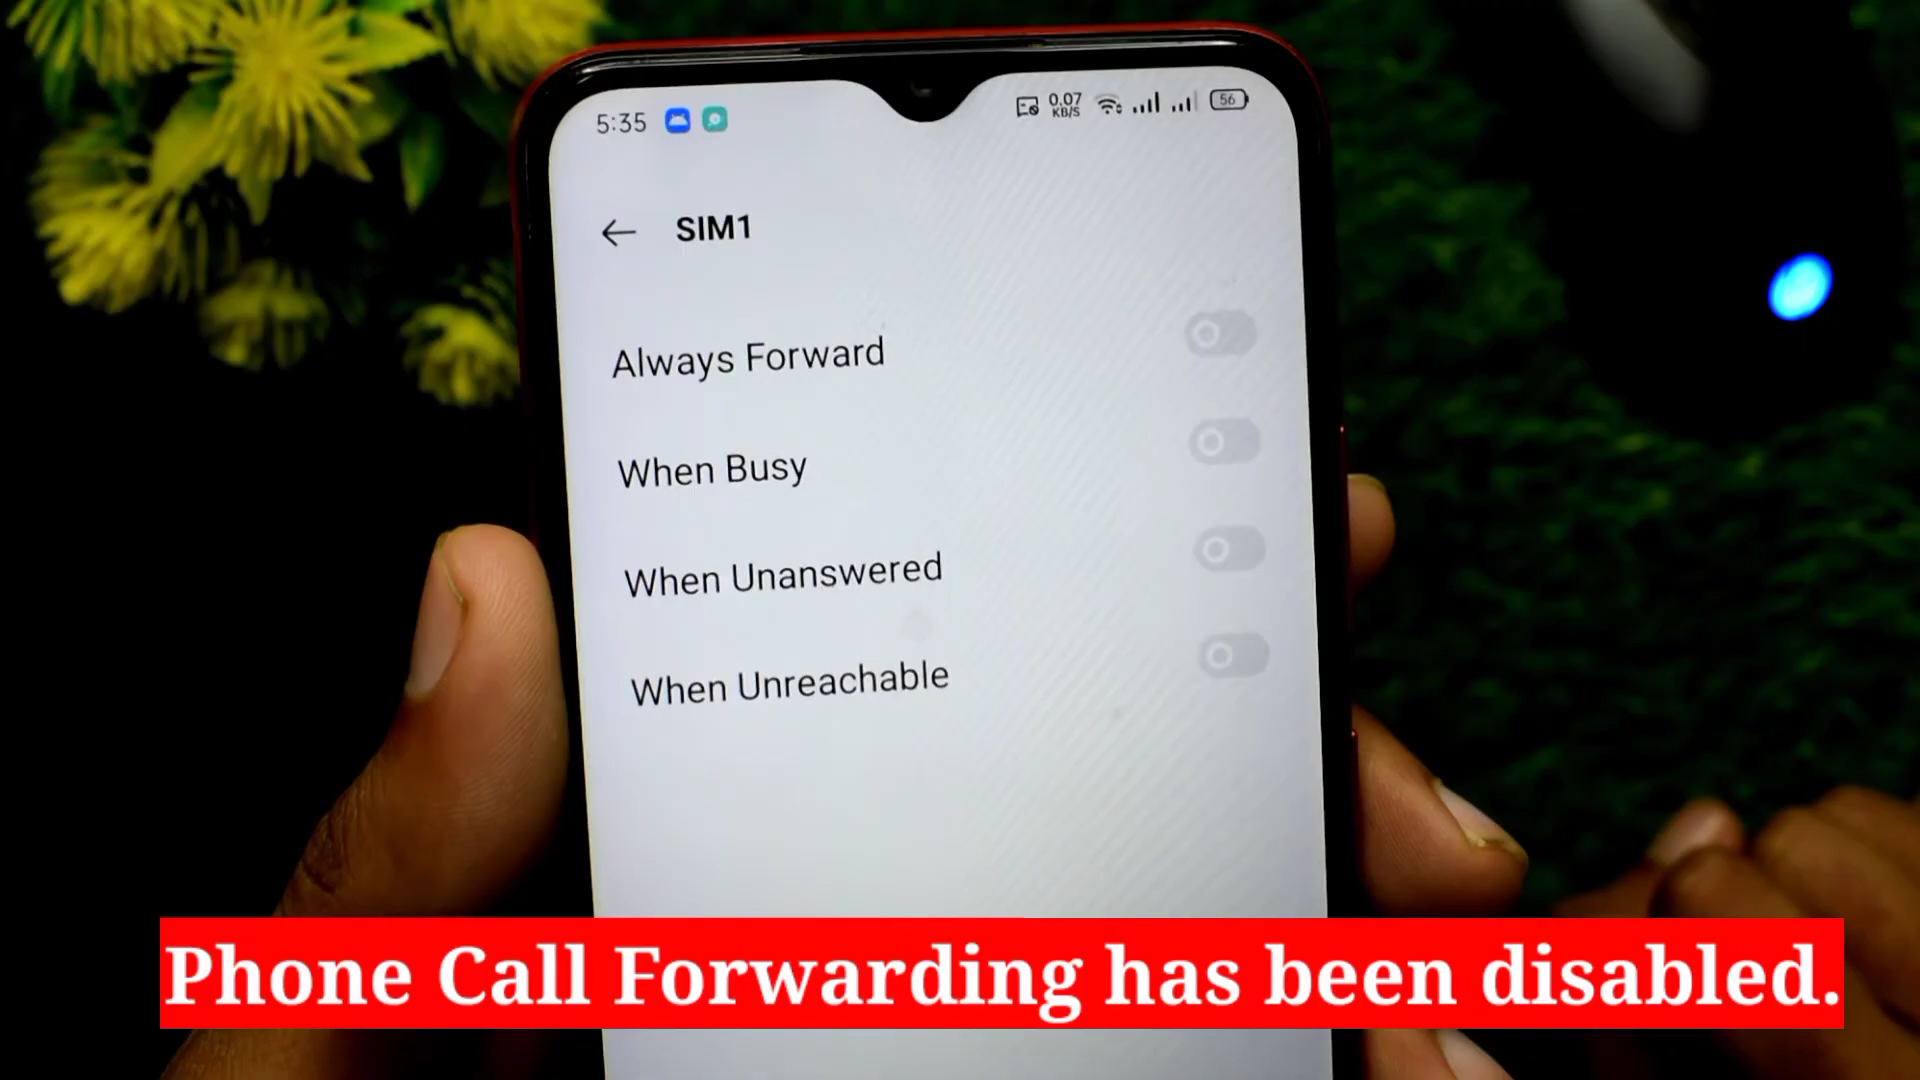 5:35
0.07
KB/S
56
SIM1
Always Forward
When Busy
When Unanswered
When Unreachable
Phone Call Forwarding has been disabled.